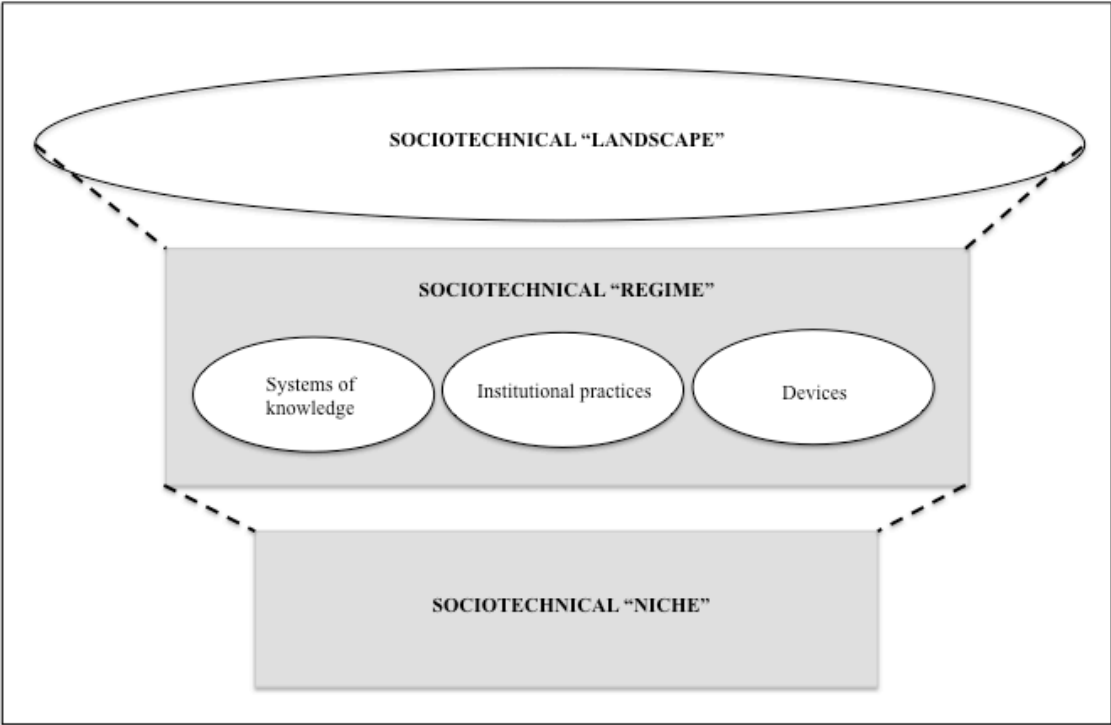 SOCIOTECHNICAL “LANDSCAPE”
SOCIOTECHNICAL “REGIME”
Systems of
knowledge
Institutional practices
Devices
SOCIOTECHNICAL “NICHE”